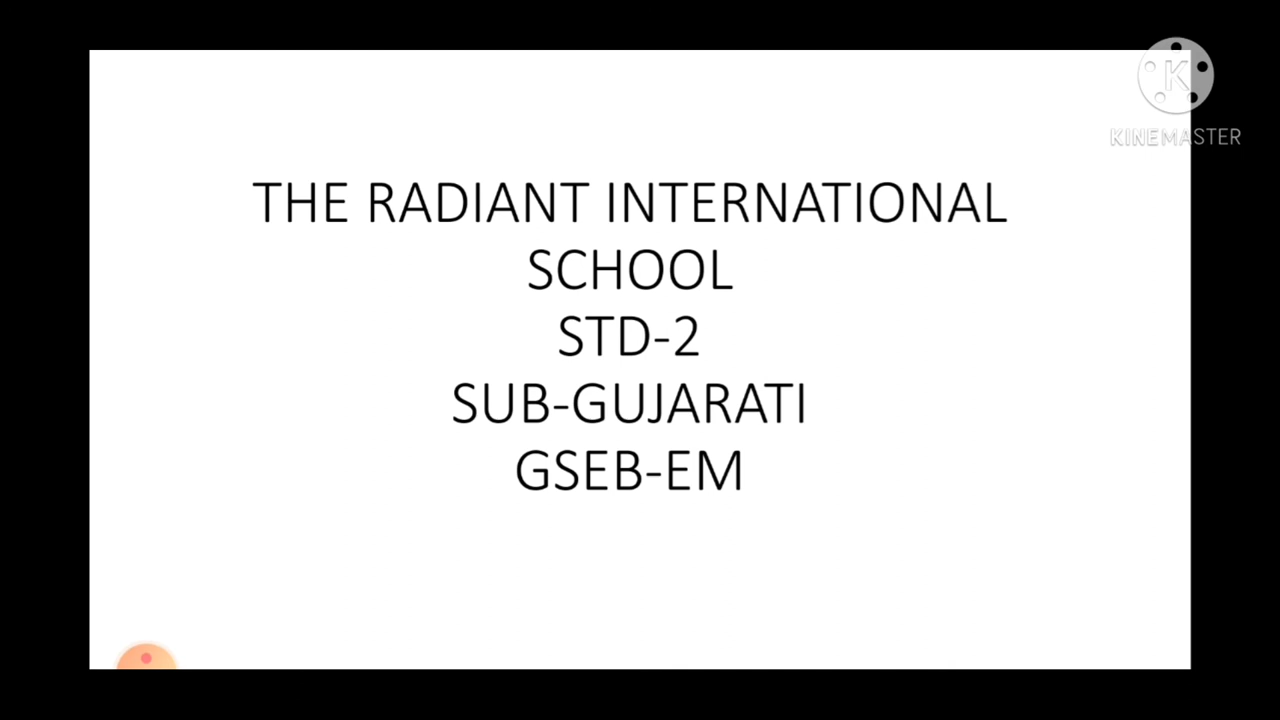 K
KINEMASTER
THE RADIANT INTERNATIONAL
SCHOOL
STD-2
SUB-GUJARATI
GSEB-EM